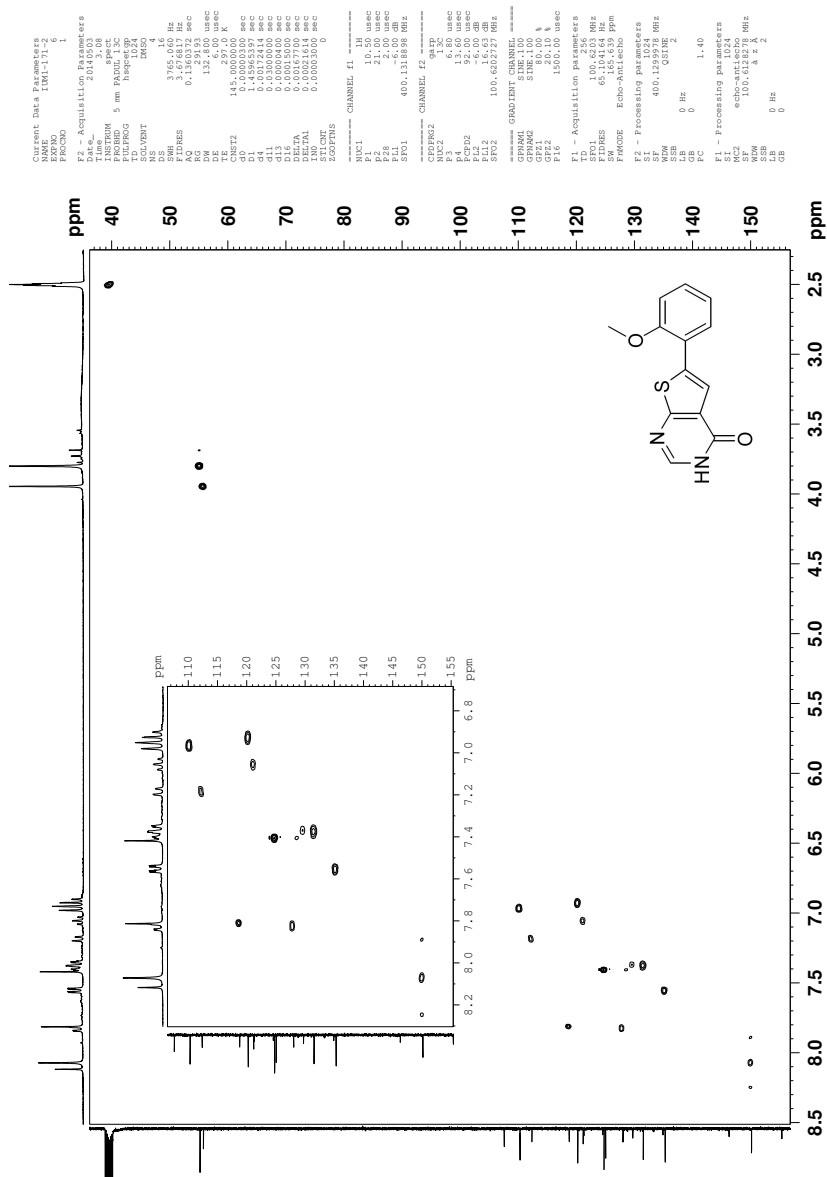 Current Data Parameters
NAME IUM1-171-2
EXPNO 6
PROCNO 1
F2 - Acquisition Parameters
Date_ 20140503
Time 13.08
INSTRUM spect
PROBHD 5 mm PADUL 13C
PULPROG hsqcetgp
TD 1024
SOLVENT DMSO
NS 4
DS 16
SWH 3765.060 Hz
FIDRES 3.676817 Hz
AQ 0.1360372 sec
RG 29193
DW 132.800 usec
DE 6.00 usec
TE 297.0 K
CNST2 145.0000000
d0 0.00000300 sec
D1 1.45965397 sec
d4 0.00172414 sec
d11 0.03000000 sec
d13 0.00000400 sec
D16 0.00015000 sec
DELTA 0.00167700 sec
DELTA1 0.00021614 sec
IN0 0.00003000 sec
ST1CNT 0
ZGOPTNS
======== CHANNEL f1 ========
NUC1 1H
P1 10.50 usec
p2 21.00 usec
P28 2.00 usec
PL1 -6.00 dB
SFO1 400.1318898 MHz
======== CHANNEL f2 ========
CPDPRG2 garp
NUC2 13C
P3 6.80 usec
p4 13.60 usec
PCPD2 92.00 usec
PL2 -6.00 dB
PL12 16.63 dB
SFO2 100.6202727 MHz
====== GRADIENT CHANNEL =====
GPNAM1 SINE.100
GPNAM2 SINE.100
GPZ1 80.00 %
GPZ2 20.10 %
P16 1500.00 usec
F1 - Acquisition parameters
TD 256
SFO1 100.6203 MHz
FIDRES 65.104164 Hz
SW 165.639 ppm
FnMODE Echo-Antiecho
F2 - Processing parameters
SI 1024
SF 400.1299978 MHz
WDW QSINE
SSB 2
LB 0 Hz
GB 0
PC 1.40
F1 - Processing parameters
SI 1024
MC2 echo-antiecho
SF 100.6128278 MHz
WDW QSINE
SSB 2
LB 0 Hz
GB 0
ppm
40
50
60
70
80
90
100
110
120
130
140
150
ppm
2.5
3.0
3.5
4.0
4.5
5.0
5.5
6.0
6.5
7.0
7.5
8.0
8.5
ppm
110
115
120
125
130
135
140
145
150
155
ppm
6.8
7.0
7.2
7.4
7.6
7.8
8.0
8.2
O
S
N
HN
O